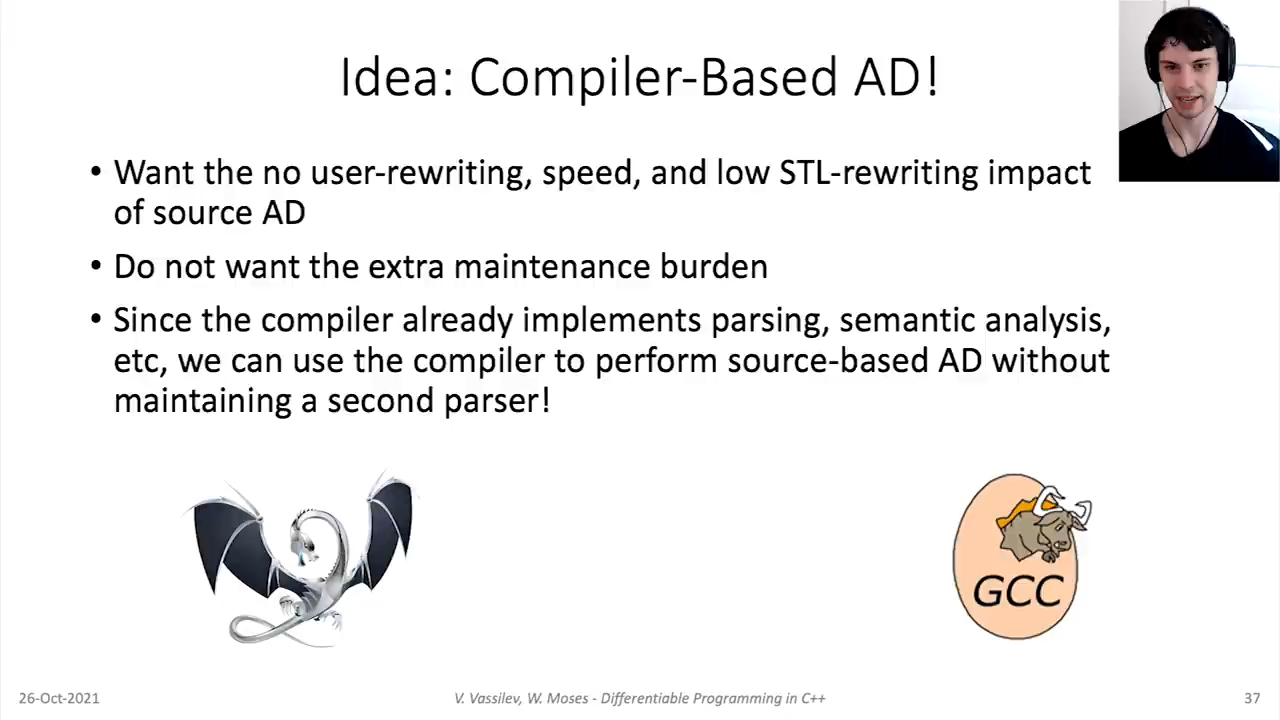 Idea: Compiler-Based AD!
• Want the no user-rewriting, speed, and low STL-rewriting impact
of source AD
• Do not want the extra maintenance burden
• Since the compiler already implements parsing, semantic analysis,
etc, we can use the compiler to perform source-based AD without
maintaining a second parser!
GCC
26-Oct-2021
V. Vassilev, W. Moses - Differentiable Programming in C++
37